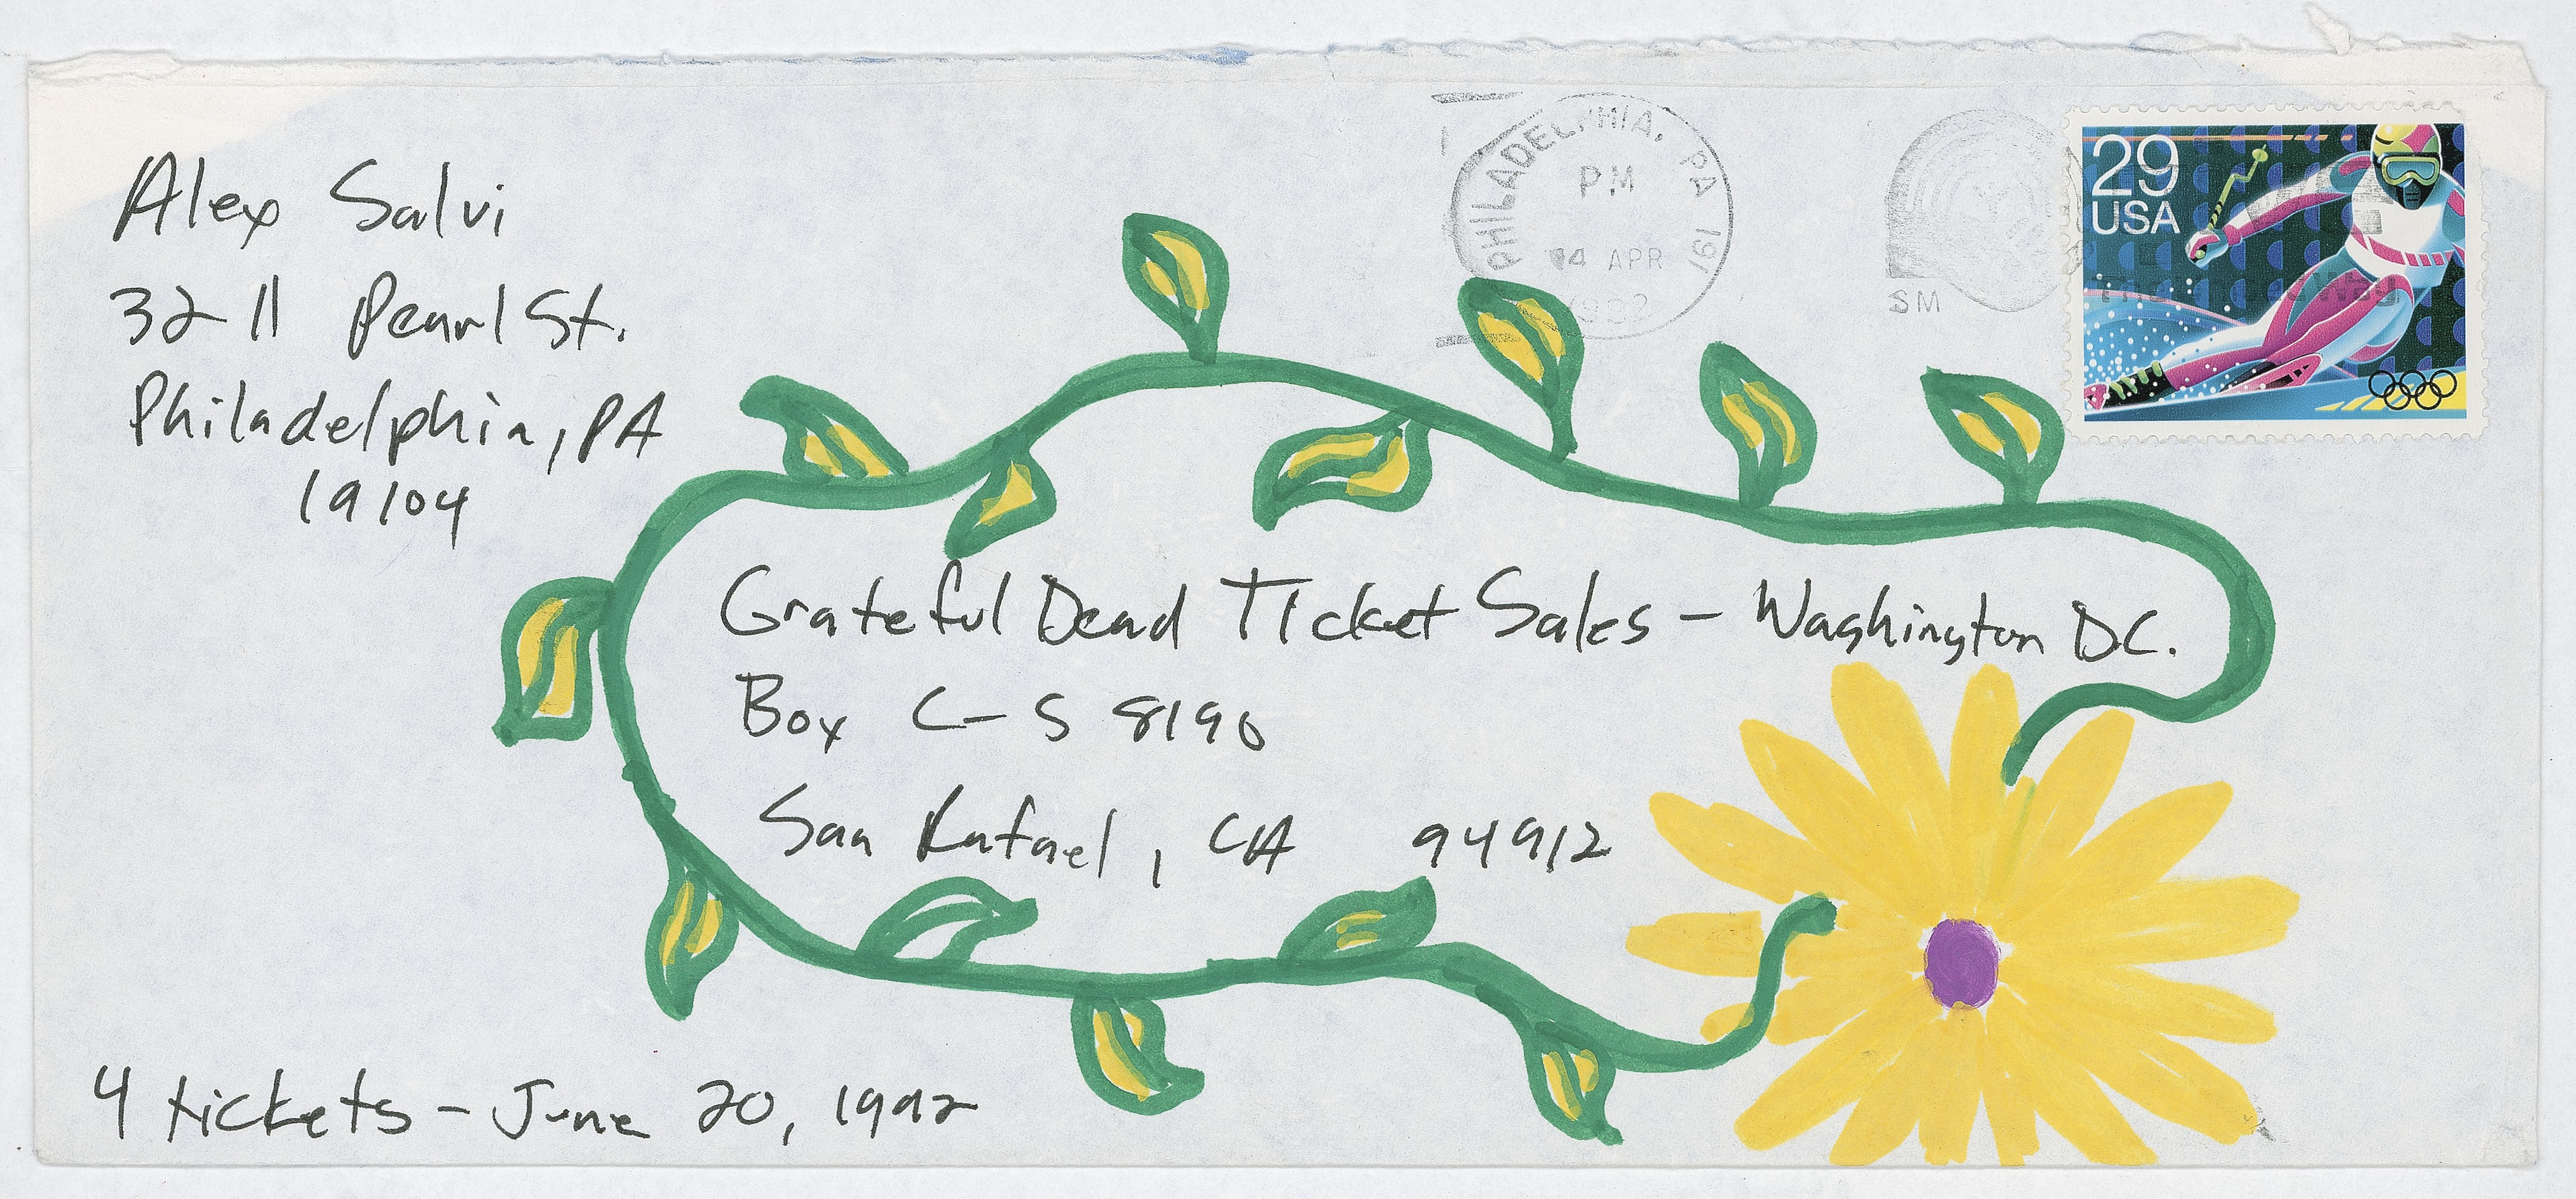 Alex Salvi
3211 Pearl St.
Philadelphia, PA
19104
PHILADELPHIA, PA 191
PM
14 APR
1992
SM
29
USA
Grateful Dead Ticket Sales - Washington DC.
Box C-S 8190
San Rafael, CA 94912
4 tickets - June 20, 1992